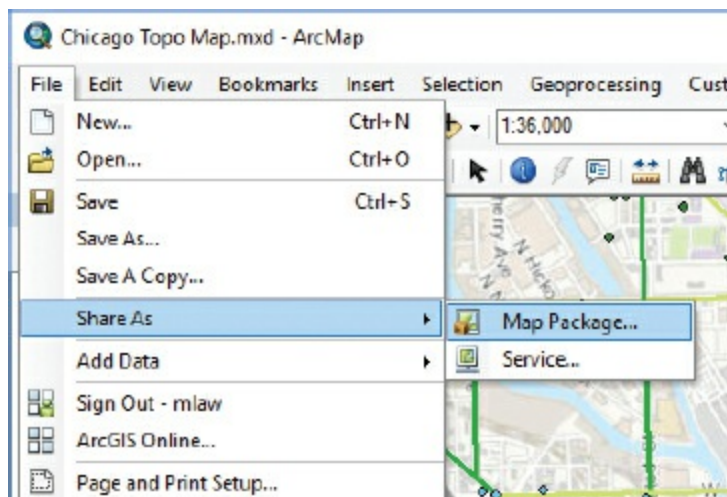 Chicago Topo Map.mxd - ArcMap
File Edit View Bookmarks Insert Selection Geoprocessing Cust
New... Ctrl+N
1:36,000
Open... Ctrl+O
Save Ctrl+S
Save As...
Save A Copy...
Share As
Map Package...
Add Data
Service...
Sign Out - mlaw
ArcGIS Online...
Page and Print Setup...